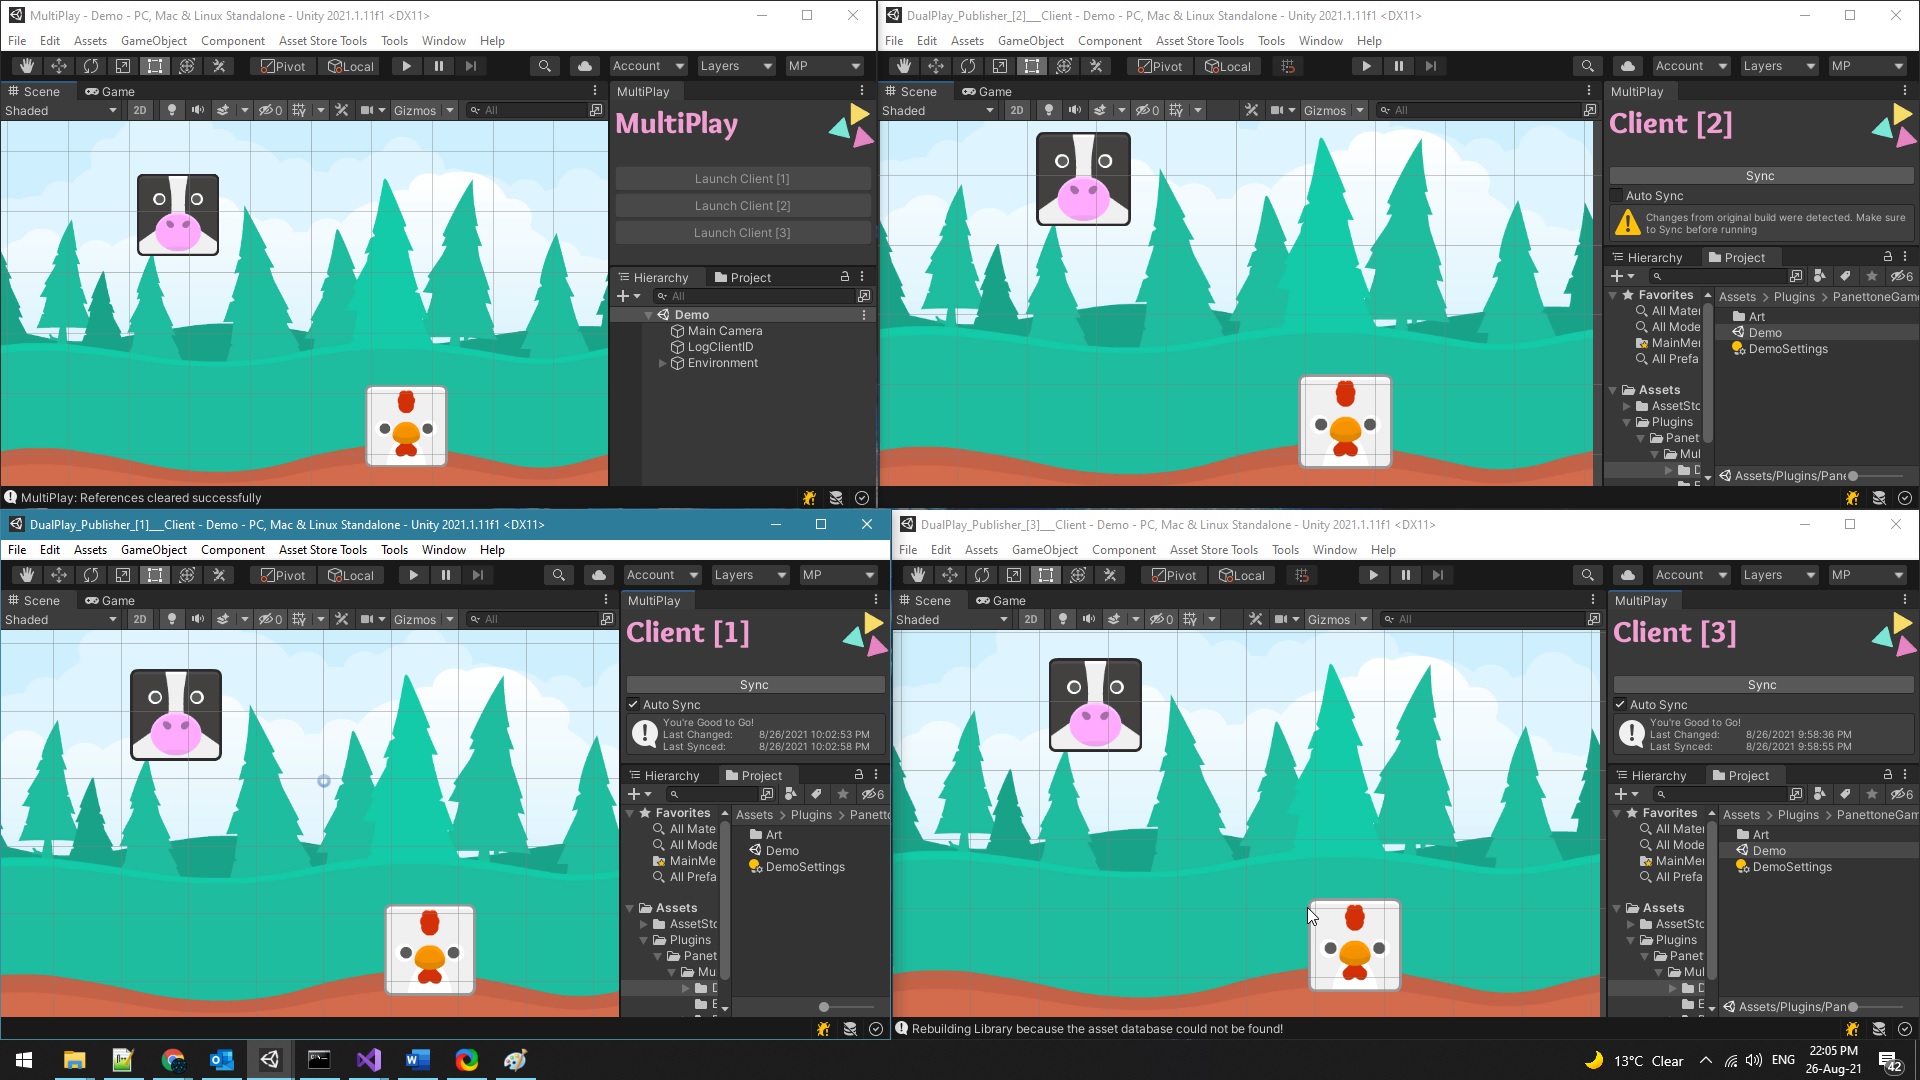 MultiPlay - Demo - PC, Mac & Linux Standalone - Unity 2021.1.11f1 <DX11>
File Edit Assets GameObject Component Asset Store Tools Tools Window Help
Pivot Local Account Layers MP
Scene Game
Shaded 2D 0 Gizmos All
MultiPlay
MultiPlay
Launch Client [1]
Launch Client [2]
Launch Client [3]
Hierarchy Project
All
Demo
Main Camera
LogClientID
Environment
MultiPlay: References cleared successfully
DualPlay_Publisher_[2]___Client - Demo - PC, Mac & Linux Standalone - Unity 2021.1.11f1 <DX11>
File Edit Assets GameObject Component Asset Store Tools Tools Window Help
Pivot Local Account Layers MP
Scene Game
Shaded 2D 0 Gizmos All
MultiPlay
Client [2]
Sync
Auto Sync
Changes from original build were detected. Make sure
to Sync before running
Hierarchy Project
6
Favorites
All Mater
All Mode
MainMe
All Prefa
Assets
AssetSto
Plugins
Panet
Mul
Assets > Plugins > PanettoneGam
Art
Demo
DemoSettings
Assets/Plugins/Pane
DualPlay_Publisher_[1]___Client - Demo - PC, Mac & Linux Standalone - Unity 2021.1.11f1 <DX11>
File Edit Assets GameObject Component Asset Store Tools Tools Window Help
Pivot Local Account Layers MP
Scene Game
Shaded 2D 0 Gizmos All
MultiPlay
Client [1]
Sync
Auto Sync
You're Good to Go!
Last Changed: 8/26/2021 10:02:53 PM
Last Synced: 8/26/2021 10:02:58 PM
Hierarchy Project
6
Favorites
All Mate
All Mode
MainMe
All Prefa
Assets
AssetSto
Plugins
Panet
Mu
Assets > Plugins > Panetto
Art
Demo
DemoSettings
DualPlay_Publisher_[3]___Client - Demo - PC, Mac & Linux Standalone - Unity 2021.1.11f1 <DX11>
File Edit Assets GameObject Component Asset Store Tools Tools Window Help
Pivot Local Account Layers MP
Scene Game
Shaded 2D 0 Gizmos All
MultiPlay
Client [3]
Sync
Auto Sync
You're Good to Go!
Last Changed: 8/26/2021 9:58:36 PM
Last Synced: 8/26/2021 9:58:55 PM
Hierarchy Project
6
Favorites
All Mater
All Mode
MainMe
All Prefa
Assets
AssetSto
Plugins
Panet
Mul
Assets > Plugins > PanettoneGam
Art
Demo
DemoSettings
Assets/Plugins/Pan
Rebuilding Library because the asset database could not be found!
13°C Clear ENG
22:05 PM
26-Aug-21
42